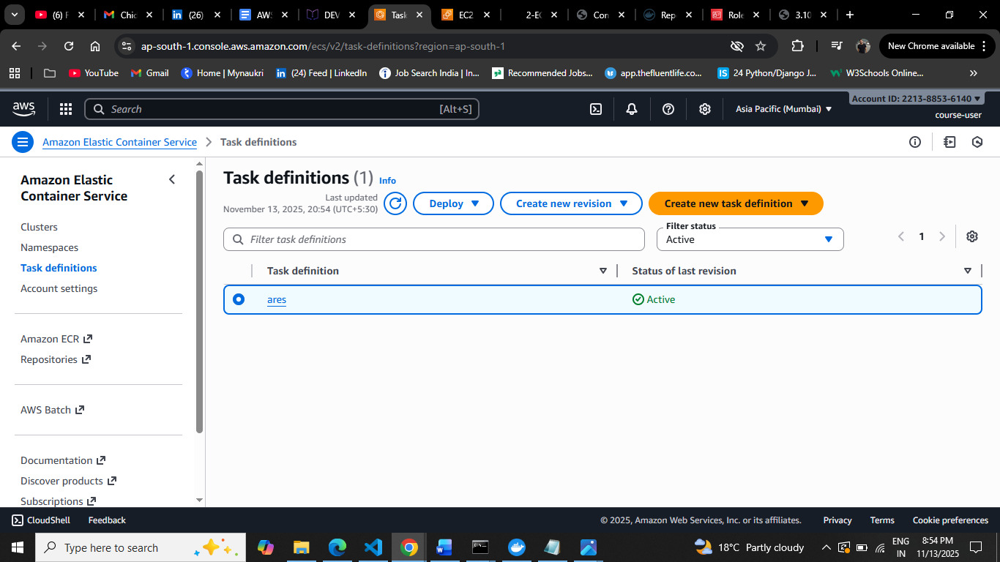 (6) F
Chic
(26)
AWS
DEV
Task
EC2
2-EC
Con
Rep
Role
3.10
ap-south-1.console.aws.amazon.com/ecs/v2/task-definitions?region=ap-south-1
New Chrome available
YouTube
Gmail
Home | Mynaukri
(24) Feed | LinkedIn
Job Search India | In...
Recommended Jobs...
app.thefluentlife.co...
24 Python/Django J...
W3Schools Online...
aws
Search
[Alt+S]
Asia Pacific (Mumbai)
Account ID: 2213-8853-6140
course-user
Amazon Elastic Container Service
Task definitions
Amazon Elastic
Container Service
Clusters
Namespaces
Task definitions
Account settings
Amazon ECR
Repositories
AWS Batch
Documentation
Discover products
Subscriptions
Task definitions (1) Info
Last updated
November 13, 2025, 20:54 (UTC+5:30)
Deploy
Create new revision
Create new task definition
Filter task definitions
Filter status
Active
1
Task definition
Status of last revision
ares
Active
CloudShell
Feedback
© 2025, Amazon Web Services, Inc. or its affiliates.
Privacy
Terms
Cookie preferences
Type here to search
18°C Partly cloudy
ENG
IN
8:54 PM
11/13/2025